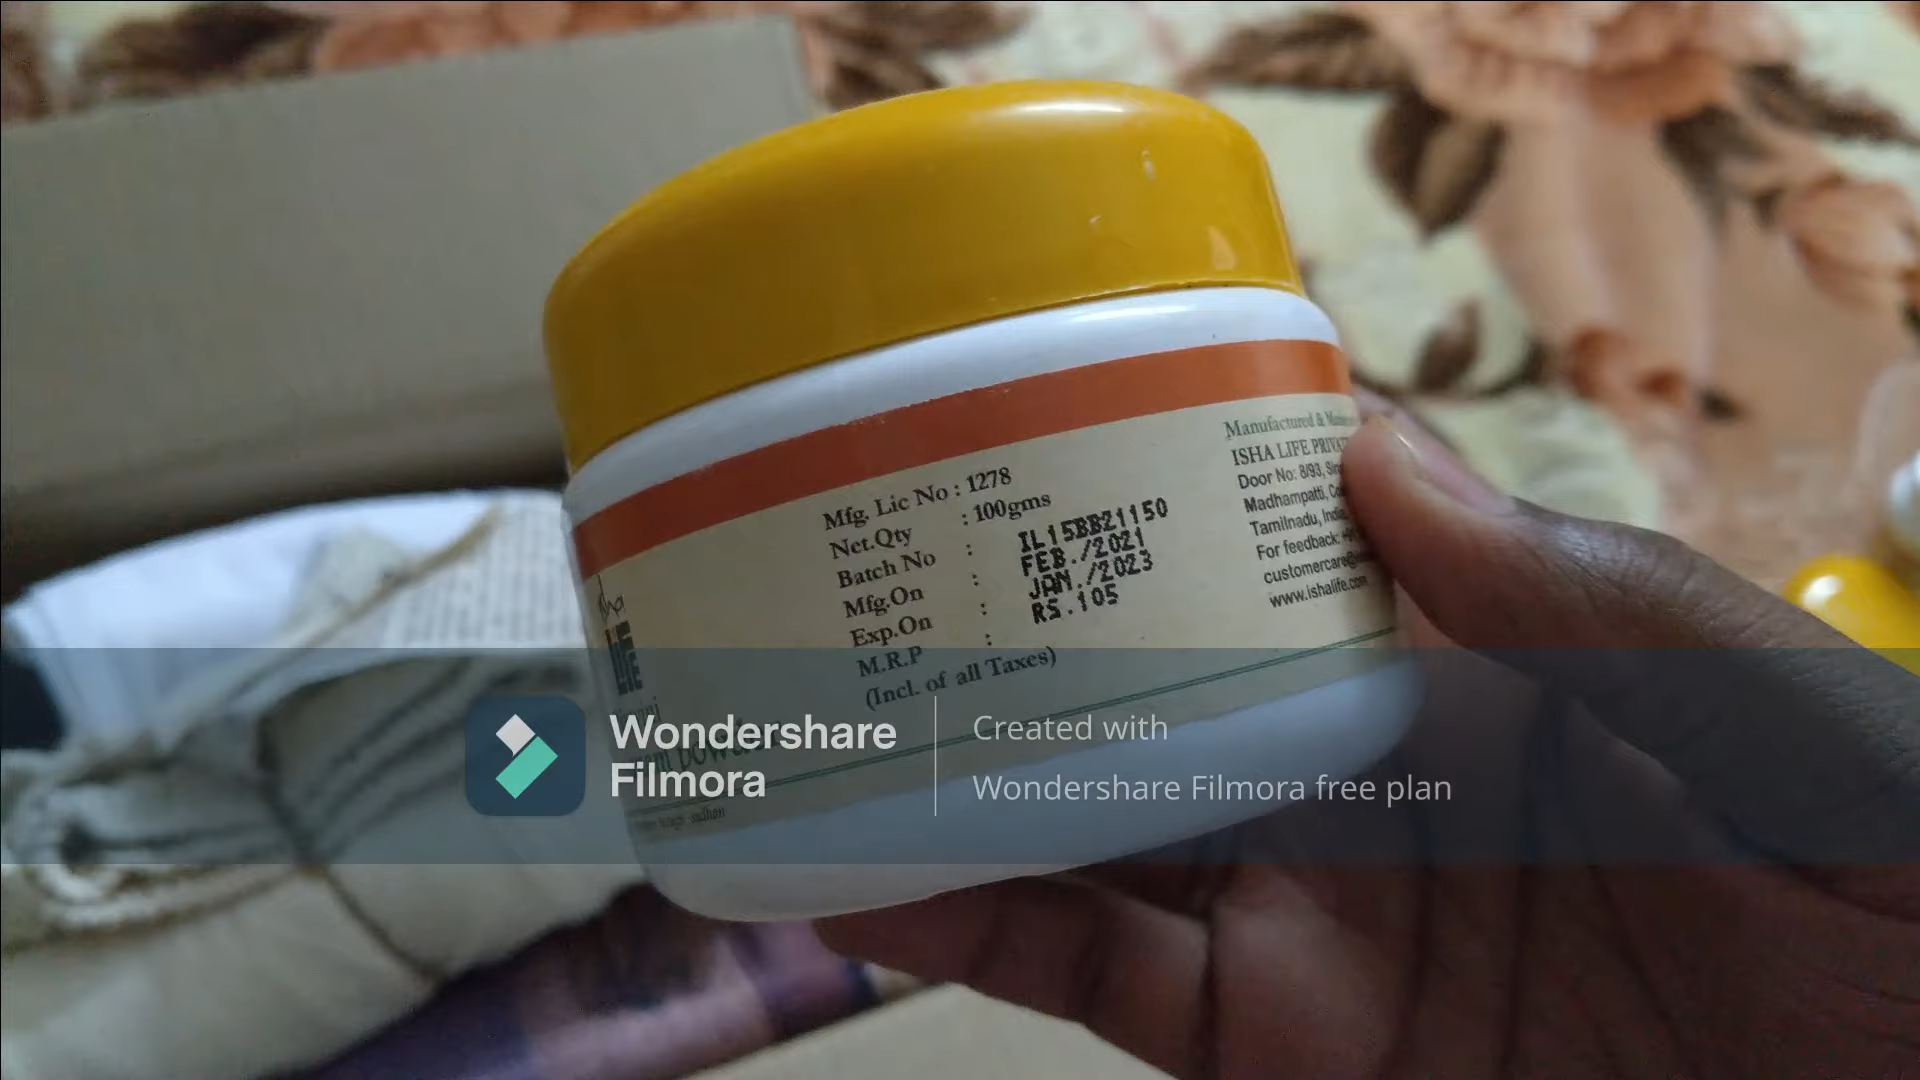 Mfg. Lic No : 1278
Net.Qty : 100gms
Batch No : IL15BB21150
Mfg.On : FEB./2021
Exp.On : JAN./2023
M.R.P : RS.105
(Incl. of all Taxes)
Manufactured &
ISHA LIFE
Door No: 8/93,
Madhampatti,
Tamilnadu, India
For feedback:
customercare@
www.ishalife.com
LIFE
Wondershare
Filmora
Created with
Wondershare Filmora free plan